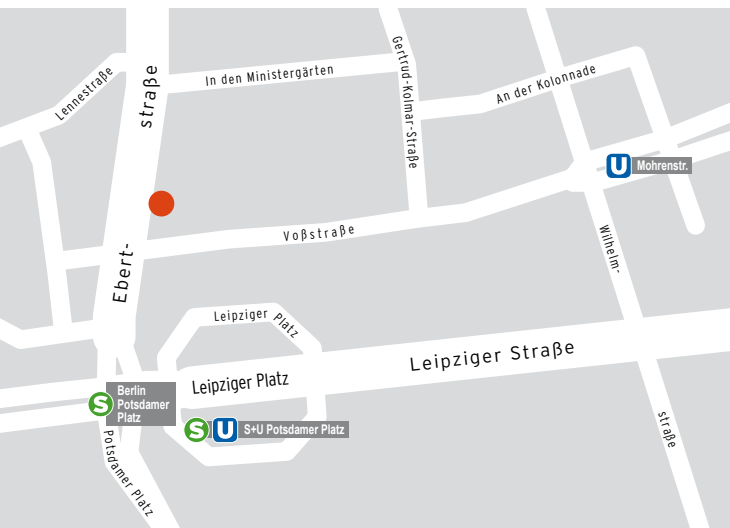 Lennestraße
straße
In den Ministergärten
Gertrud-Kolmar-Straße
An der Kolonnade
U
Mohrenstr.
Voßstraße
Ebert-
Wilhelm-
Leipziger Platz
Leipziger Straße
Leipziger Platz
S
Berlin
Potsdamer
Platz
S
U
S+U Potsdamer Platz
Potsdamer Platz
straße